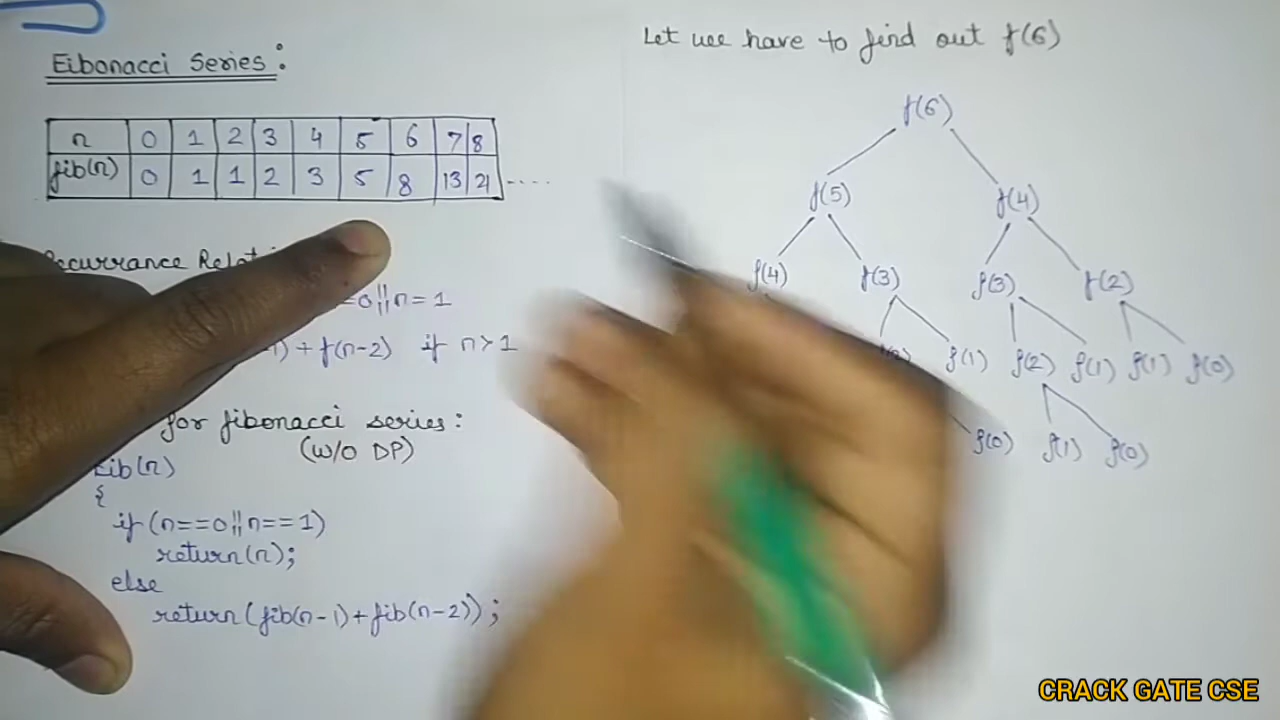 Fibonacci Series:
n 0 1 2 3 4 5 6 7 8
fib(n) 0 1 1 2 3 5 8 13 21 ....
n=1
+ f(n-2) if n>1
for fibonacci series:
(w/o DP)
fib(n)
{
if (n==0||n==1)
return(n);
else
return(fib(n-1)+fib(n-2));
Let us have to find out f(6)
f(6)
f(5) f(4)
f(4) f(3) f(3) f(2)
f(1) f(2) f(1) f(1) f(0)
f(0) f(1) f(0)
CRACK GATE CSE